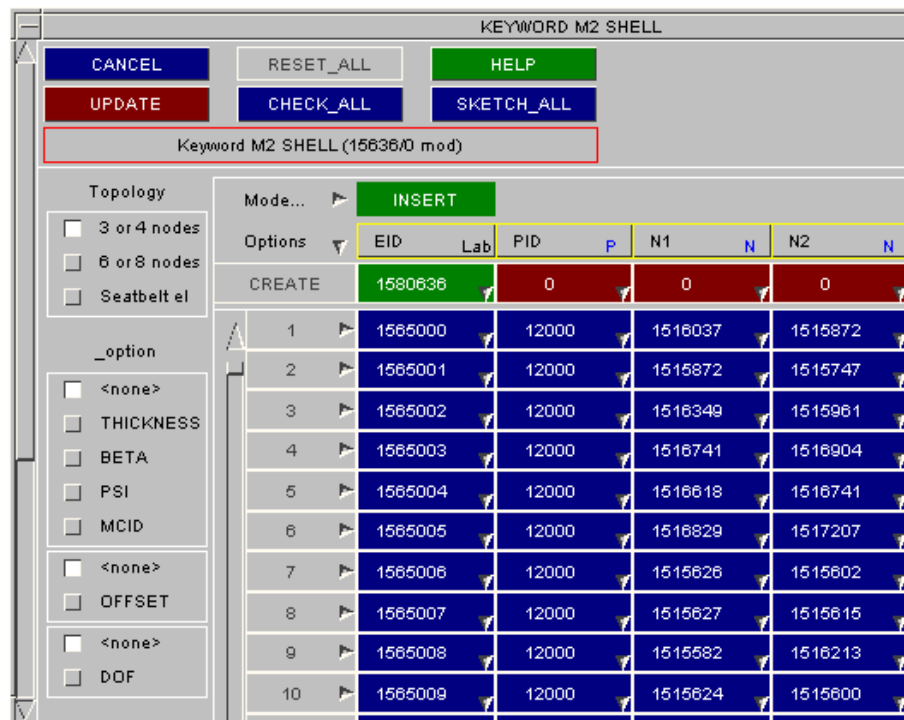 KEYWORD M2 SHELL
CANCEL RESET_ALL HELP
UPDATE CHECK_ALL SKETCH_ALL
Keyword M2 SHELL (15636/0 mod)
Topology
3 or 4 nodes
6 or 8 nodes
Seatbelt el
_option
<none>
THICKNESS
BETA
PSI
MCID
<none>
OFFSET
<none>
DOF
Mode... INSERT
Options EID Lab PID P N1 N N2 N
CREATE 1580636 0 0 0
1 1565000 12000 1516037 1515872
2 1565001 12000 1515872 1515747
3 1565002 12000 1516349 1515961
4 1565003 12000 1516741 1516904
5 1565004 12000 1516618 1516741
6 1565005 12000 1516829 1517207
7 1565006 12000 1515626 1515602
8 1565007 12000 1515627 1515615
9 1565008 12000 1515582 1516213
10 1565009 12000 1515624 1515600